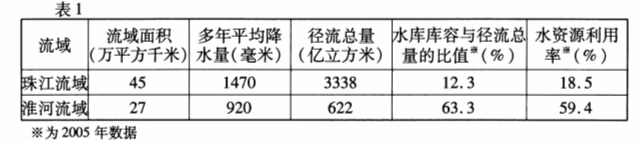 表1
流域 流域面积(万平方千米) 多年平均降水量(毫米) 径流总量(亿立方米) 水库库容与径流总量的比值※(%) 水资源利用率※(%)
珠江流域 45 1470 3338 12.3 18.5
淮河流域 27 920 622 63.3 59.4
※为2005年数据